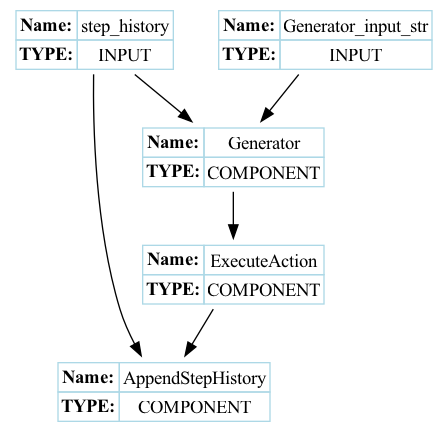 Name: step_history
TYPE: INPUT
Name: Generator_input_str
TYPE: INPUT
Name: Generator
TYPE: COMPONENT
Name: ExecuteAction
TYPE: COMPONENT
Name: AppendStepHistory
TYPE: COMPONENT